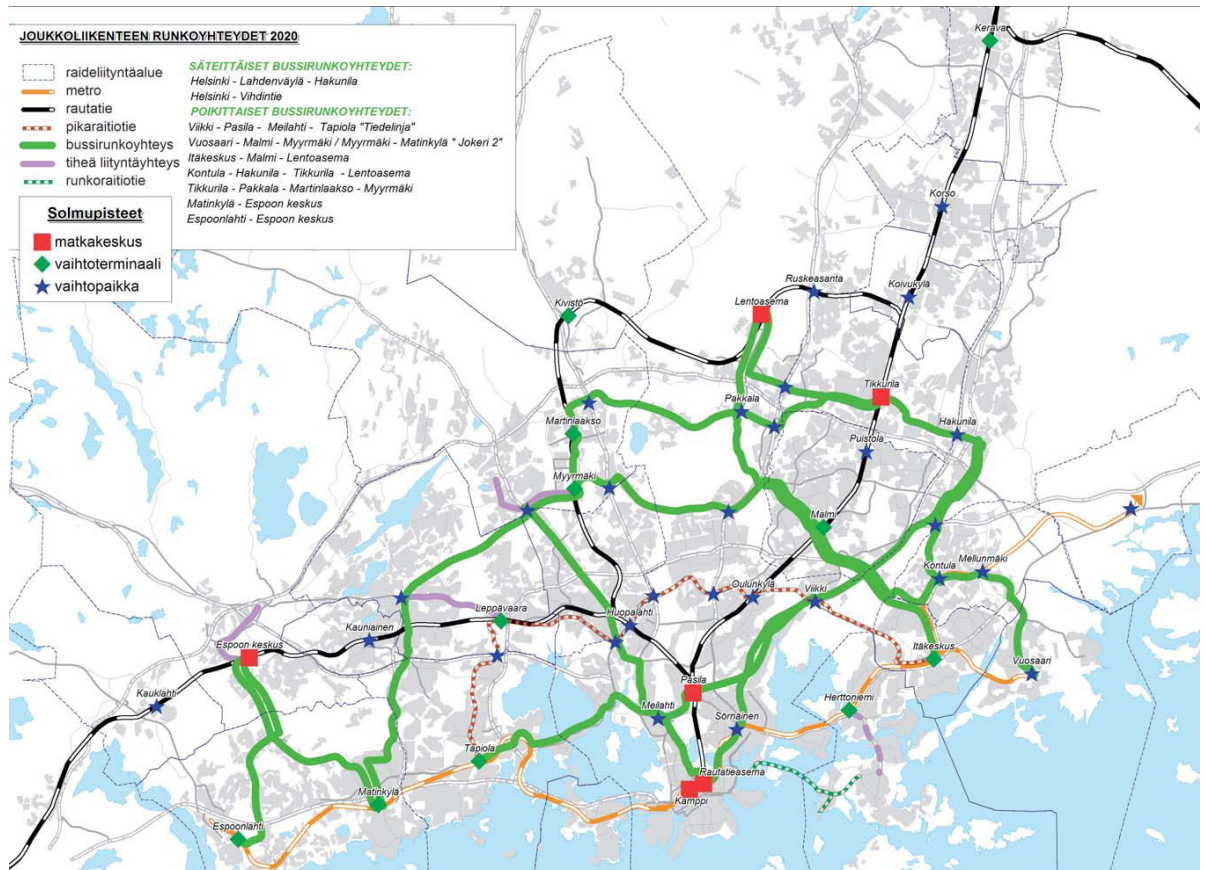 JOUKKOLIIKENTEEN RUNKOYHTEYDET 2020
raideliityntäalue
metro
rautatie
pikaraitiotie
bussirunkoyhteys
tiheä liityntäyhteys
runkoraitiotie
SÄTEITTÄISET BUSSIRUNKOYHTEYDET:
Helsinki - Lahdenväylä - Hakunila
Helsinki - Vihdintie
POIKITTAISET BUSSIRUNKOYHTEYDET:
Viikki - Pasila - Meilahti - Tapiola "Tiedelinja"
Vuosaari - Malmi - Myyrmäki / Myyrmäki - Matinkylä " Jokeri 2"
Itäkeskus - Malmi - Lentoasema
Kontula - Hakunila - Tikkurila - Lentoasema
Tikkurila - Pakkala - Martinlaakso - Myyrmäki
Matinkylä - Espoon keskus
Espoonlahti - Espoon keskus
Solmupisteet
matkakeskus
vaihtoterminaali
vaihtopaikka
Kerava
Korso
Ruskeasanta
Koivukylä
Kivistö
Lentoasema
Tikkurila
Pakkala
Hakunila
Martinlaakso
Puistola
Myyrmäki
Malmi
Mellunmäki
Kontula
Oulunkylä
Viikki
Leppävaara
Huopalahti
Kauniainen
Espoon keskus
Itäkeskus
Vuosaari
Kauklahti
Pasila
Herttoniemi
Meilahti
Sörnäinen
Tapiola
Rautatieasema
Kamppi
Matinkylä
Espoonlahti